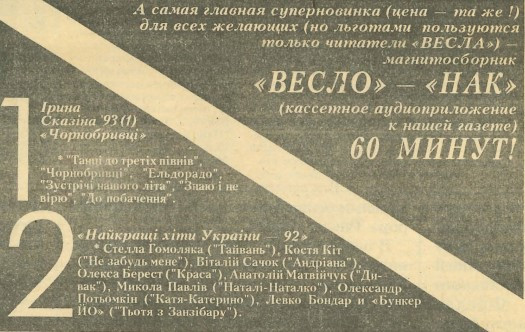 А самая главная суперновинка (цена — та же !)
для всех желающих (но льготами пользуются
только читатели «ВЕСЛА») —
магнитосборник
«ВЕСЛО» — «НАК»
(кассетное аудиоприложение
к нашей газете)
60 МИНУТ!
1
Ірина
Сказіна '93 (1)
«Чорнобривці»
* "Танці до третіх півнів",
"Чорнобривці", "Ельдорадо",
"Зустрічі нашого літа", "Знаю і не
вірю", "До побачення".
2
«Найкращі хіти України — 92»
* Стелла Гомоляка ("Тайвань"), Костя Кіт
("Не забудь мене"), Віталій Сачок ("Андріана"),
Олекса Берест ("Краса"), Анатолій Матвійчук ("Ди-
вак"), Микола Павлів ("Наталі-Наталко"), Олександр
Потьомкін ("Катя-Катерино"), Левко Бондар и «Бункер
ЙО» ("Тьотя з Занзібару").